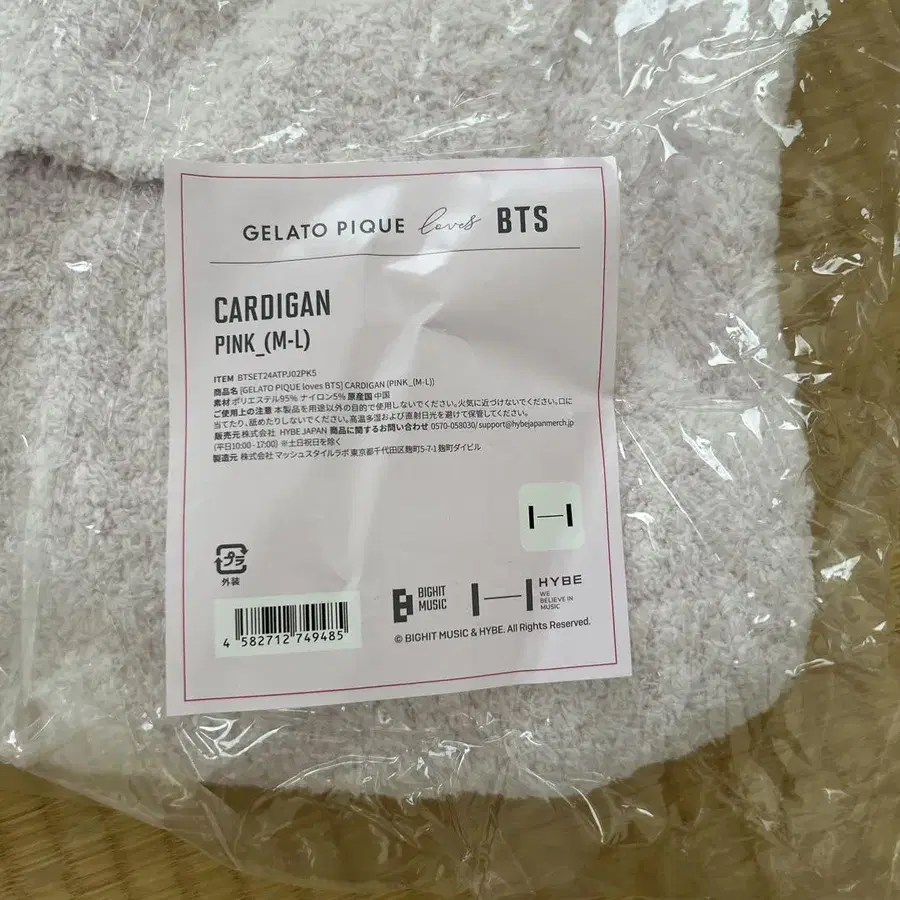 GELATO PIQUE loves BTS
CARDIGAN
PINK_(M-L)
ITEM BTSET24ATPJ02PK5
商品名 [GELATO PIQUE loves BTS] CARDIGAN (PINK_(M-L))
素材 ポリエステル95% ナイロン5% 原産国 中国
ご使用上の注意 本製品を用途以外の目的で使用しないでください。火気に近づけないでください。口に
当てたり、舐めたりしないでください。高温多湿および直射日光を避けて保管してください。
販売元 株式会社 HYBE JAPAN 商品に関するお問い合わせ 0570-058030/ support@hybejapanmerch.jp
(平日10:00 - 17:00) ※土日祝日を除く
製造元 株式会社 マッシュスタイルラボ 東京都千代田区麹町5-7-1 麹町ダイビル
プラ
外装
4 582712 749485
BIGHIT
MUSIC
HYBE
WE
BELIEVE IN
MUSIC
© BIGHIT MUSIC & HYBE. All Rights Reserved.